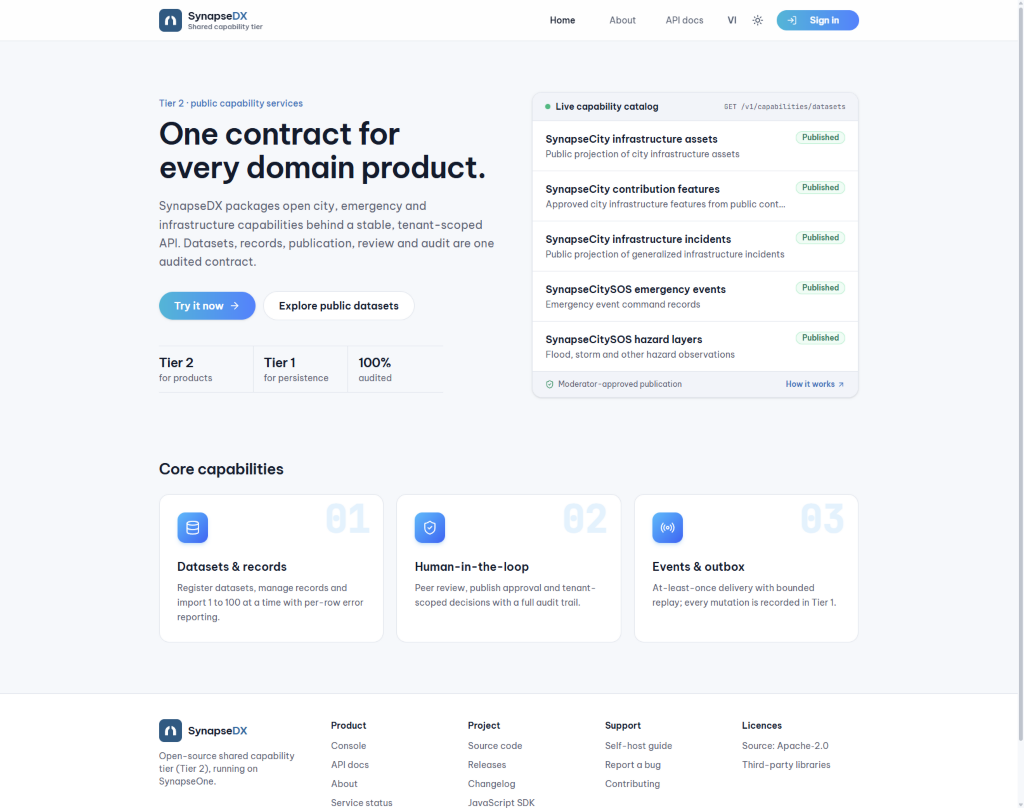 SynapseDX
Shared capability tier
Home
About
API docs
VI
Sign in
Tier 2 · public capability services
One contract for
every domain product.
SynapseDX packages open city, emergency and
infrastructure capabilities behind a stable, tenant-scoped
API. Datasets, records, publication, review and audit are one
audited contract.
Try it now →
Explore public datasets
Tier 2
for products
Tier 1
for persistence
100%
audited
Live capability catalog
GET /v1/capabilities/datasets
SynapseCity infrastructure assets
Published
Public projection of city infrastructure assets
SynapseCity contribution features
Published
Approved city infrastructure features from public cont...
SynapseCity infrastructure incidents
Published
Public projection of generalized infrastructure incidents
SynapseCitySOS emergency events
Published
Emergency event command records
SynapseCitySOS hazard layers
Published
Flood, storm and other hazard observations
Moderator-approved publication
How it works ↗
Core capabilities
01
Datasets & records
Register datasets, manage records and
import 1 to 100 at a time with per-row error
reporting.
02
Human-in-the-loop
Peer review, publish approval and tenant-
scoped decisions with a full audit trail.
03
Events & outbox
At-least-once delivery with bounded
replay; every mutation is recorded in Tier 1.
SynapseDX
Open-source shared capability
tier (Tier 2), running on
SynapseOne.
Product
Console
API docs
About
Service status
Project
Source code
Releases
Changelog
JavaScript SDK
Support
Self-host guide
Report a bug
Contributing
Licences
Source: Apache-2.0
Third-party libraries